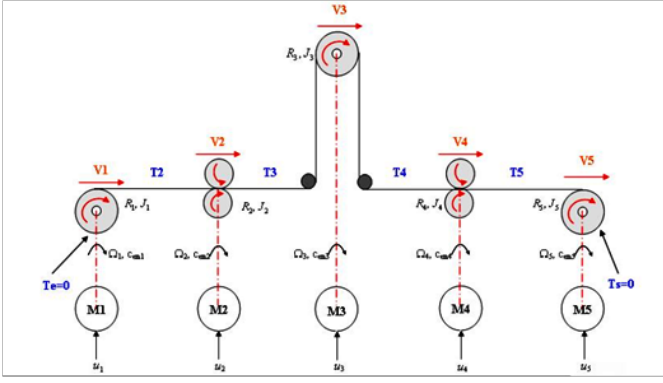 V3
R3, J3
V2
V4
V1
T2
T3
T4
T5
V5
R1, J1
R2, J2
R4, J4
R5, J5
Ω1, cem1
Ω2, cem2
Ω3, cem3
Ω4, cem4
Ω5, cem5
Te=0
Ts=0
M1
M2
M3
M4
M5
u1
u2
u3
u4
u5